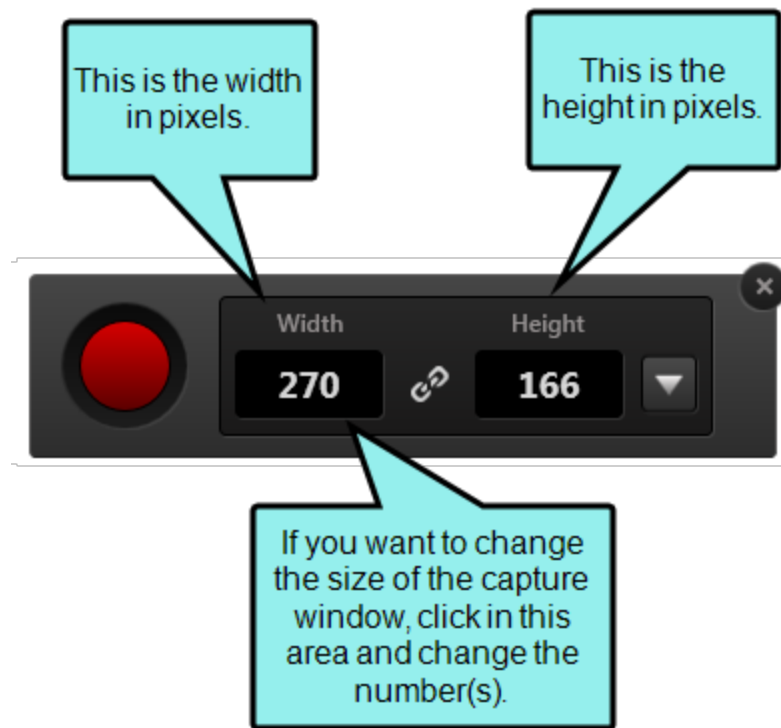 This is the width
in pixels.
This is the
height in pixels.
Width
Height
270
166
If you want to change
the size of the capture
window, click in this
area and change the
number(s).